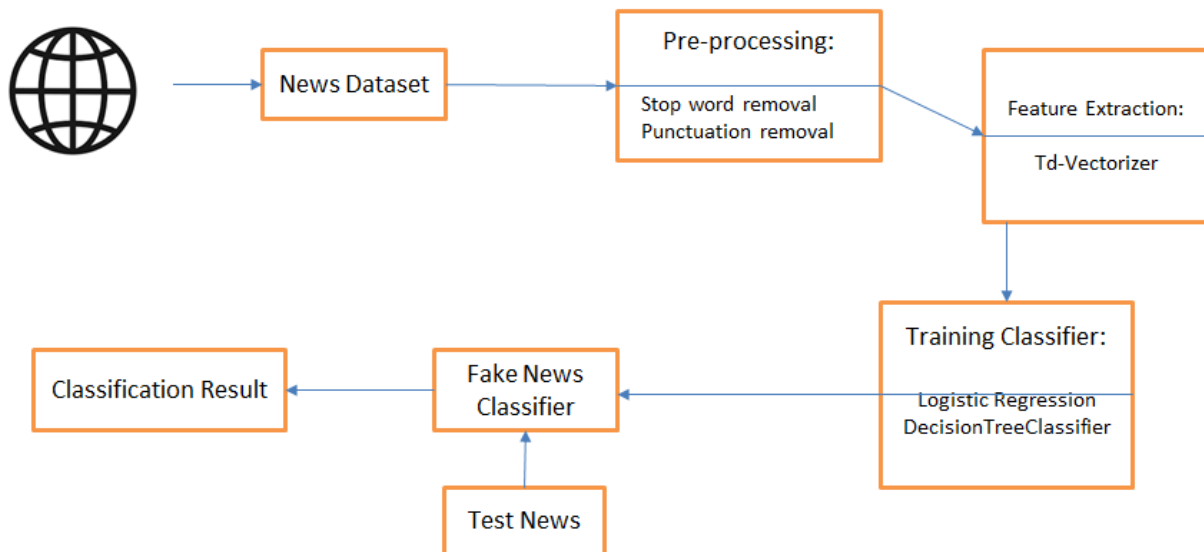 News Dataset
Pre-processing:
Stop word removal
Punctuation removal
Feature Extraction:
Td-Vectorizer
Training Classifier:
Logistic Regression
DecisionTreeClassifier
Fake News
Classifier
Classification Result
Test News